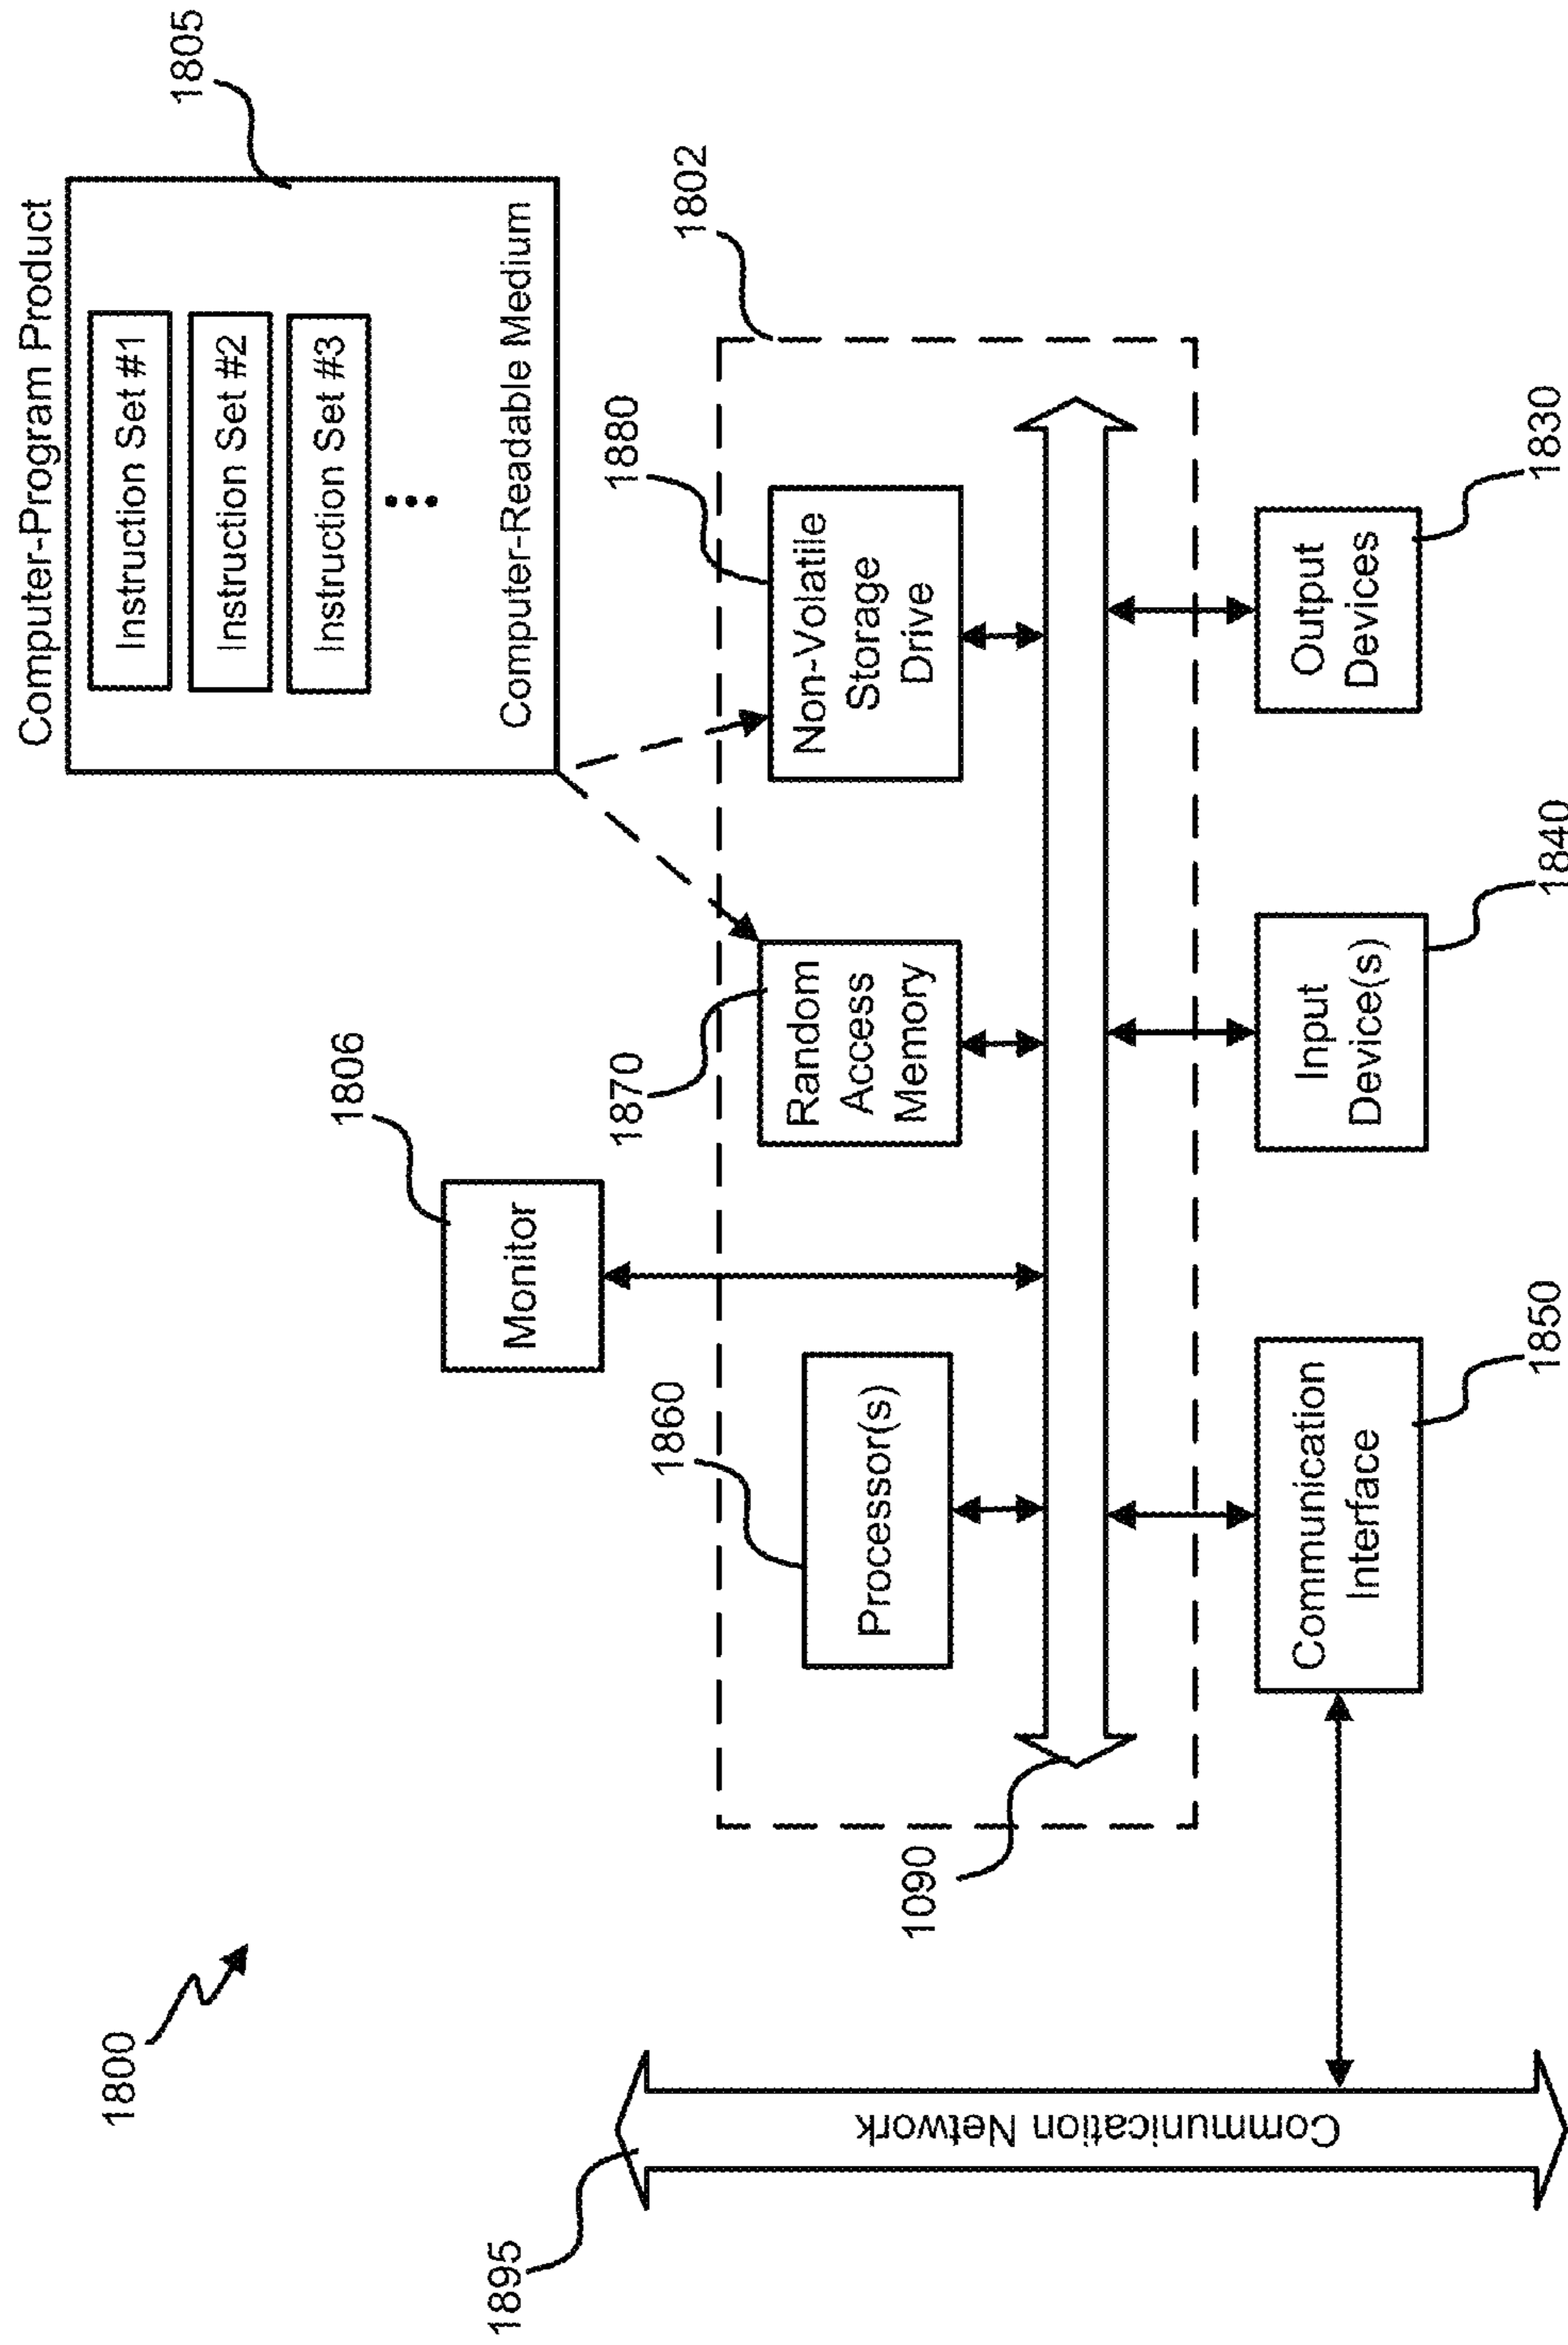 1800
Computer-Program Product
Instruction Set #1
Instruction Set #2
Instruction Set #3
Computer-Readable Medium
1805
1806
Monitor
1802
1860
Processor(s)
1870
Random
Access
Memory
1880
Non-Volatile
Storage
Drive
1090
1895
Communication Network
Communication
Interface
1850
Input
Device(s)
1840
Output
Devices
1830